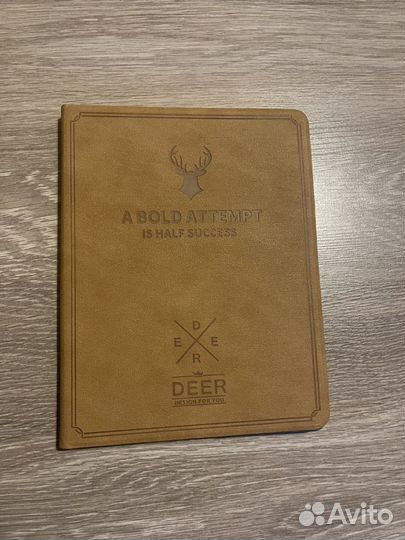 A BOLD ATTEMPT
IS HALF SUCCESS
D
E E
R
DEER
DESIGN FOR YOU
Avito